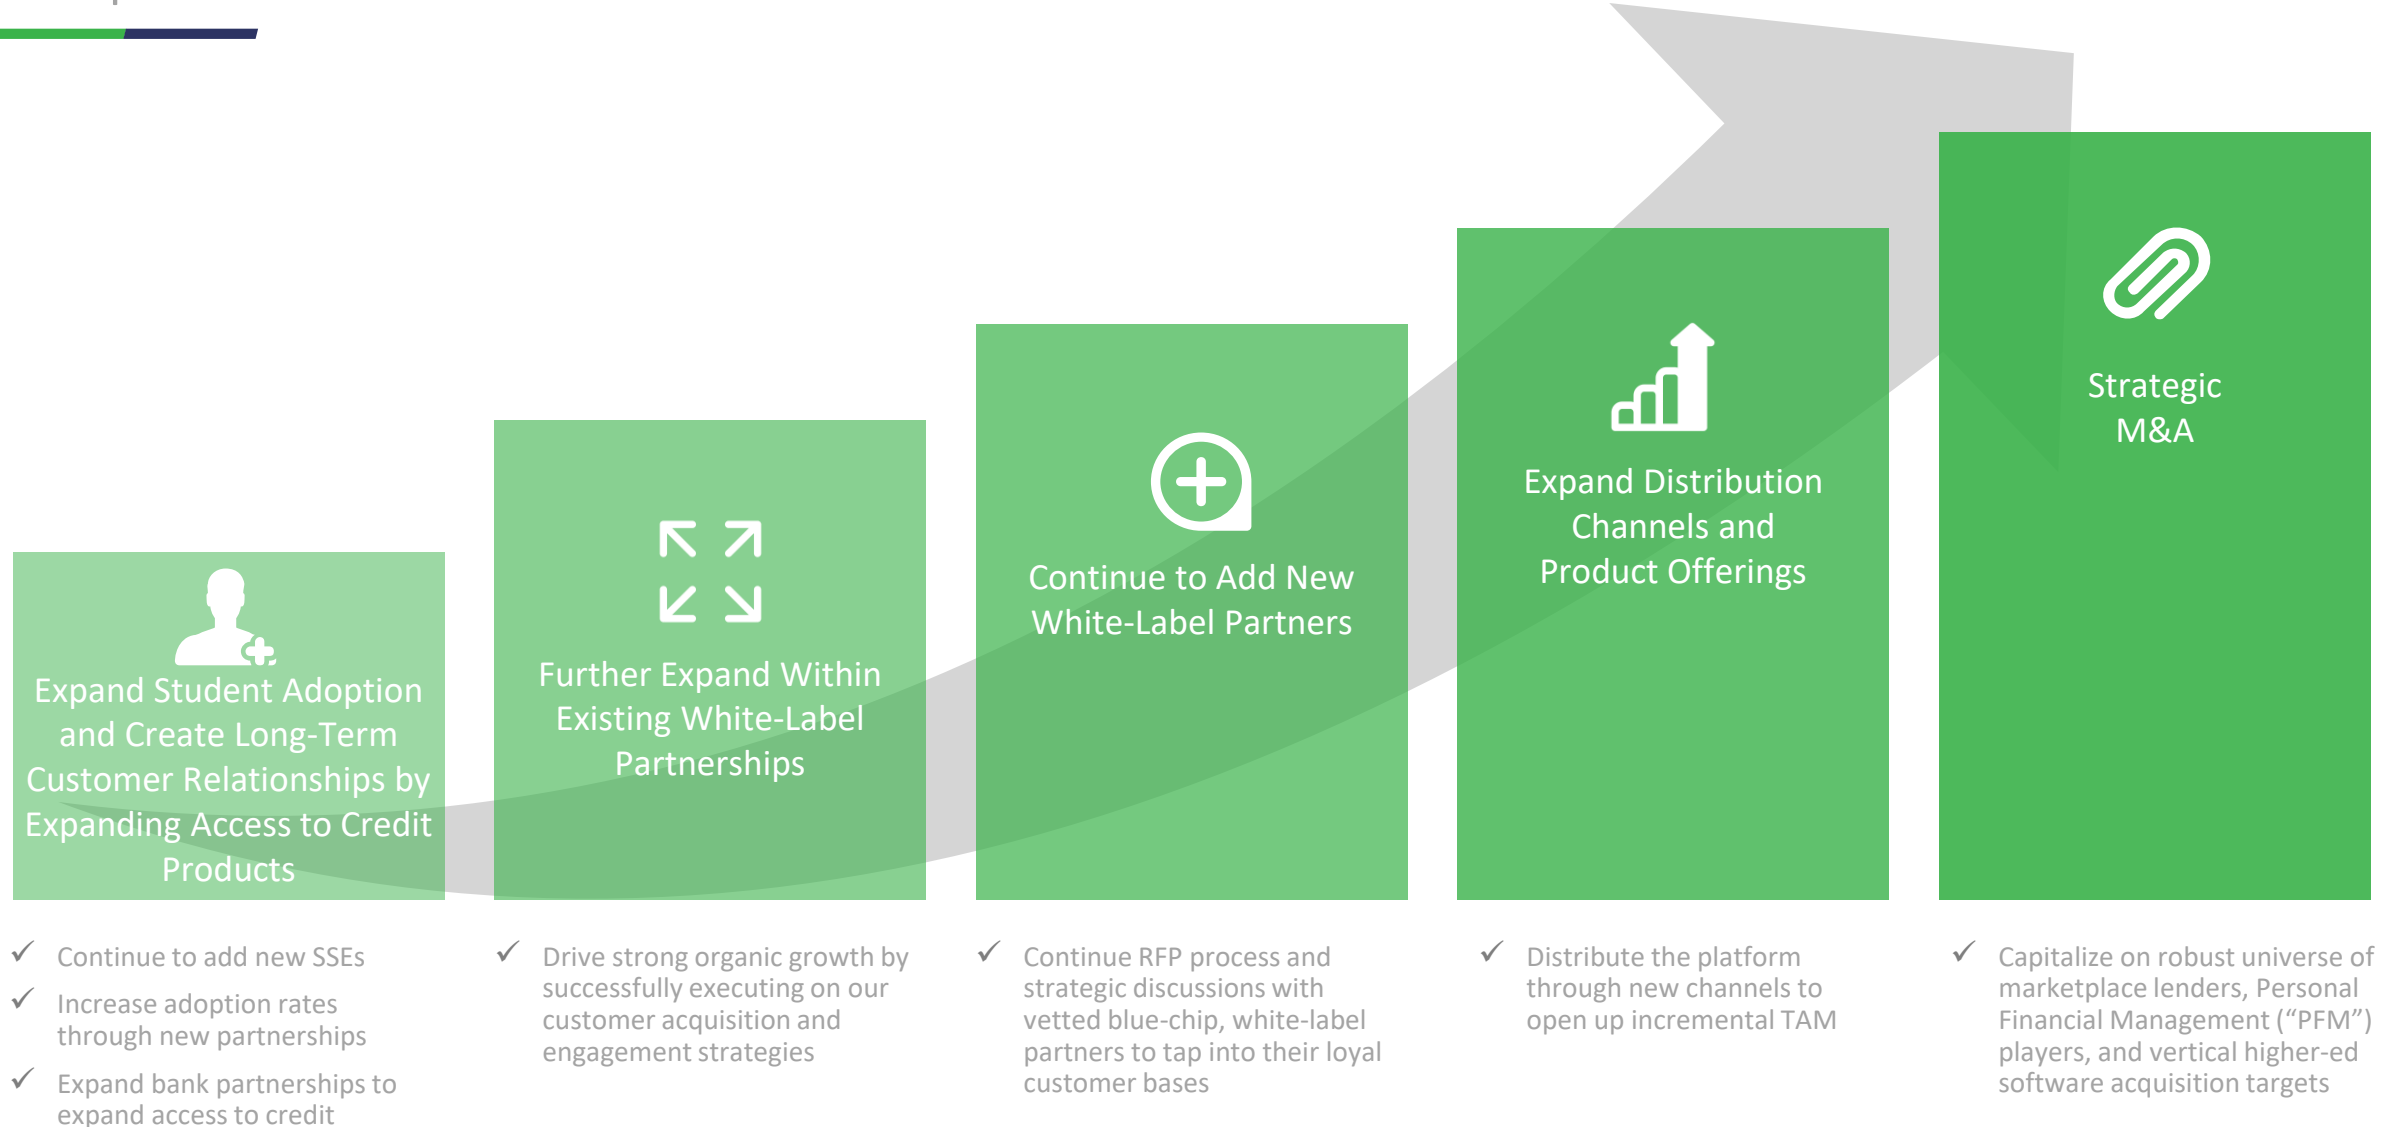 Expand Student Adoption
and Create Long-Term
Customer Relationships by
Expanding Access to Credit
Products
Further Expand Within
Existing White-Label
Partnerships
Continue to Add New
White-Label Partners
Expand Distribution
Channels and
Product Offerings
Strategic
M&A
✓ Continue to add new SSEs
✓ Increase adoption rates
through new partnerships
✓ Expand bank partnerships to
expand access to credit
✓ Drive strong organic growth by
successfully executing on our
customer acquisition and
engagement strategies
✓ Continue RFP process and
strategic discussions with
vetted blue-chip, white-label
partners to tap into their loyal
customer bases
✓ Distribute the platform
through new channels to
open up incremental TAM
✓ Capitalize on robust universe of
marketplace lenders, Personal
Financial Management (“PFM”)
players, and vertical higher-ed
software acquisition targets